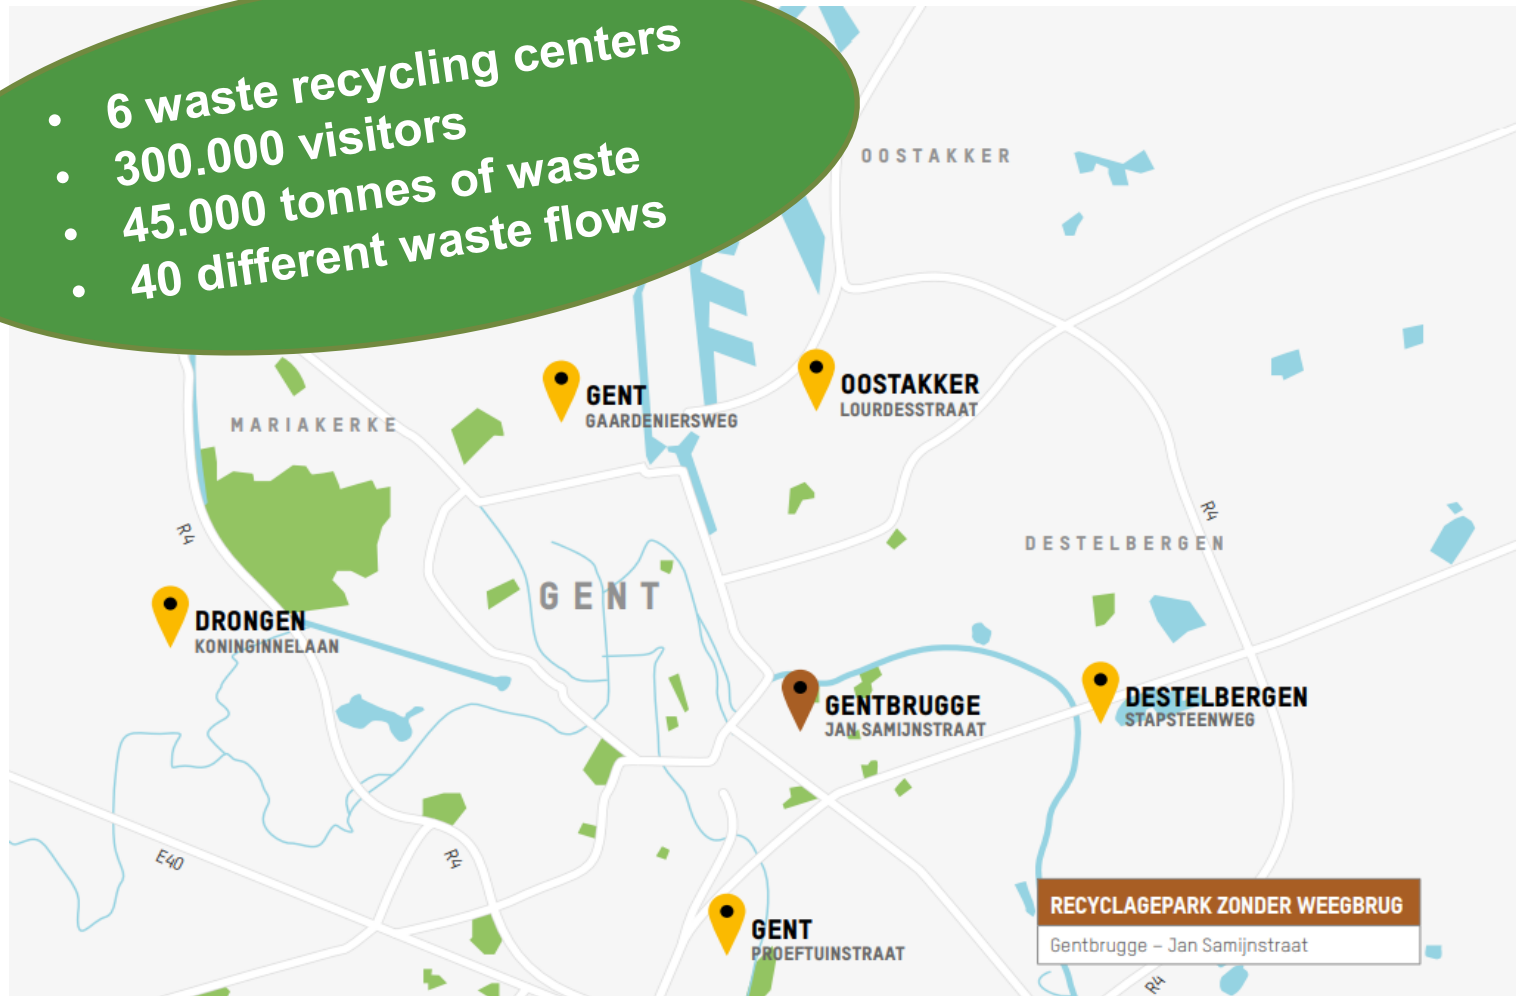 • 6 waste recycling centers
• 300.000 visitors
• 45.000 tonnes of waste
• 40 different waste flows
OOSTAKKER
GENT
GAARDENIERSWEG
OOSTAKKER
LOURDESSTRAAT
MARIAKERKE
R4
R4
DESTELBERGEN
GENT
DRONGEN
KONINGINNELAAN
GENTBRUGGE
JAN SAMIJNSTRAAT
DESTELBERGEN
STAPSTEENWEG
E40
R4
GENT
PROEFTUINSTRAAT
RECYCLAGEPARK ZONDER WEEGBRUG
Gentbrugge – Jan Samijnstraat
R4